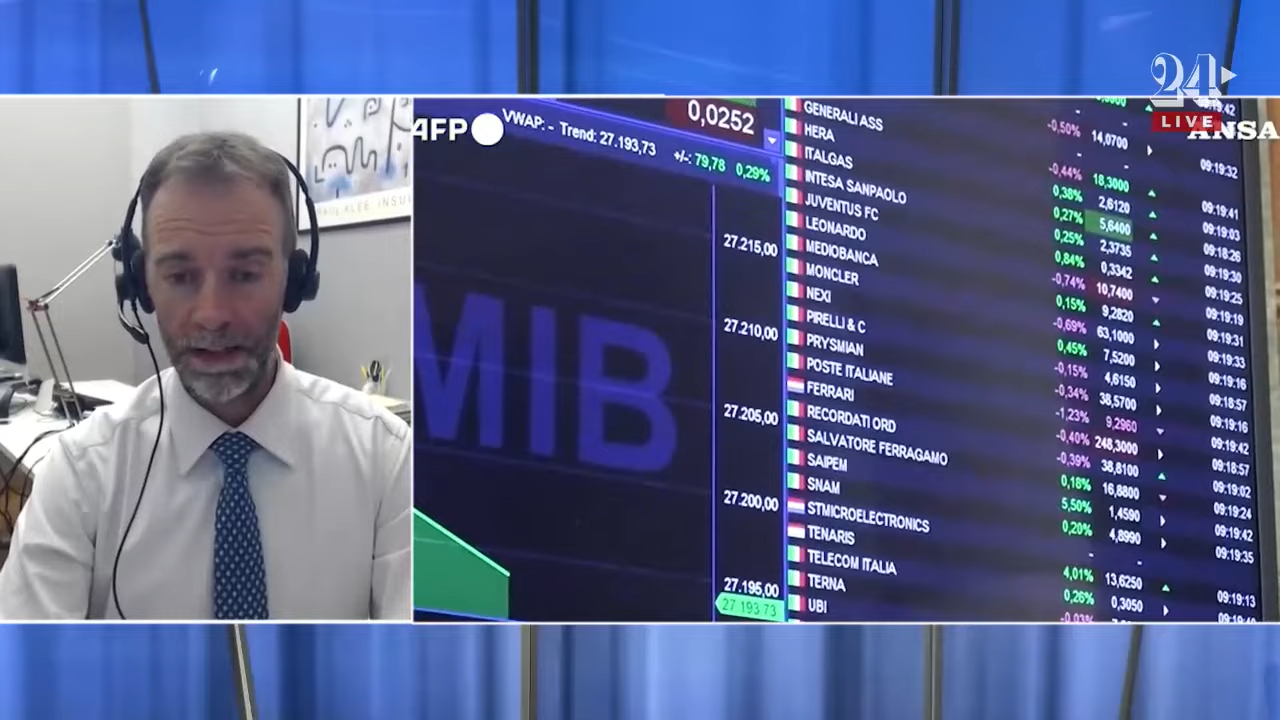 24
LIVE
ANSA
AFP
PAUL KLEE, INSU
0,0252
VWAP: - Trend: 27.193,73 +/-: 79,78 0,29%
MIB
27.215,00
27.210,00
27.205,00
27.200,00
27.195,00
27 193 73
GENERALI ASS
HERA
ITALGAS
INTESA SANPAOLO
JUVENTUS FC
LEONARDO
MEDIOBANCA
MONCLER
NEXI
PIRELLI & C
PRYSMIAN
POSTE ITALIANE
FERRARI
RECORDATI ORD
SALVATORE FERRAGAMO
SAIPEM
SNAM
STMICROELECTRONICS
TENARIS
TELECOM ITALIA
TERNA
UBI
-0,50%
-0,44%
0,38%
0,27%
0,25%
0,84%
-0,74%
0,15%
-0,69%
0,45%
-0,15%
-0,34%
-1,23%
-0,40%
-0,39%
0,18%
5,50%
0,20%
4,01%
0,26%
-0,03%
14,0700
18,3000
2,6120
5,6400
2,3735
0,3342
10,7400
9,2820
63,1000
7,5200
4,6150
38,5700
9,2960
248,3000
38,8100
16,8800
1,4590
4,8990
13,6250
0,3050
09:19:32
09:19:41
09:19:03
09:18:26
09:19:30
09:19:25
09:19:19
09:19:31
09:19:33
09:19:16
09:18:57
09:19:16
09:19:42
09:18:57
09:19:02
09:19:24
09:19:42
09:19:35
09:19:13